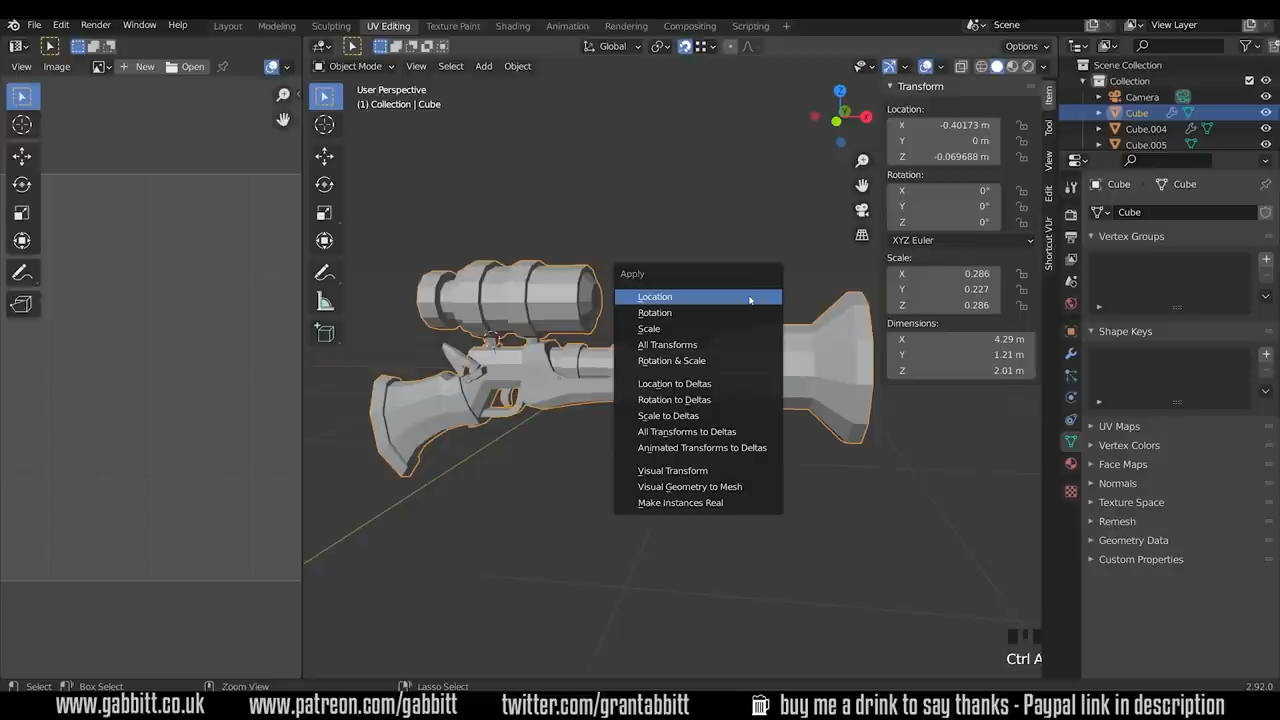 File Edit Render Window Help Layout Modeling Sculpting UV Editing Texture Paint Shading Animation Rendering Compositing Scripting + Scene View Layer
Global Options
View Image New Open Object Mode View Select Add Object
Scene Collection
Collection
Camera
Cube
Cube.004
Cube.005
User Perspective
(1) Collection | Cube
Transform
Location:
X -0.40173 m
Y 0 m
Z -0.069688 m
Rotation:
X 0°
Y 0°
Z 0°
XYZ Euler
Scale:
X 0.286
Y 0.227
Z 0.286
Dimensions:
X 4.29 m
Y 1.21 m
Z 2.01 m
Item
Tool
View
Edit
Shortcut VUr
Cube Cube
Cube
Vertex Groups
Shape Keys
UV Maps
Vertex Colors
Face Maps
Normals
Texture Space
Remesh
Geometry Data
Custom Properties
Apply
Location
Rotation
Scale
All Transforms
Rotation & Scale
Location to Deltas
Rotation to Deltas
Scale to Deltas
All Transforms to Deltas
Animated Transforms to Deltas
Visual Transform
Visual Geometry to Mesh
Make Instances Real
Ctrl A
Select Box Select Zoom View Lasso Select 2.92.0
www.gabbitt.co.uk www.patreon.com/gabbitt twitter.com/grantabbitt buy me a drink to say thanks - Paypal link in description